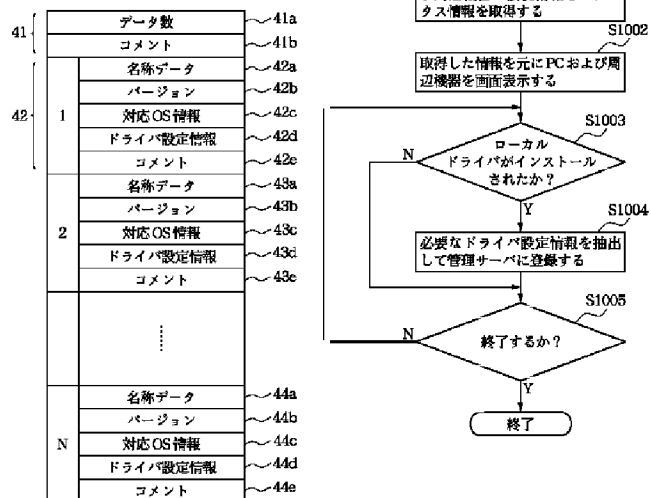 41
データ数
41a
コメント
41b
42
1
名称データ
42a
バージョン
42b
対応OS情報
42c
ドライバ設定情報
42d
コメント
42e
2
名称データ
43a
バージョン
43b
対応OS情報
43c
ドライバ設定情報
43d
コメント
43e
N
名称データ
44a
バージョン
44b
対応OS情報
44c
ドライバ設定情報
44d
コメント
44e
タス情報を取得する
S1002
取得した情報を元にPCおよび周
辺機器を画面表示する
S1003
ローカル
ドライバがインストール
されたか？
N
Y
S1004
必要なドライバ設定情報を抽出
して管理サーバに登録する
S1005
終了するか？
N
Y
終了